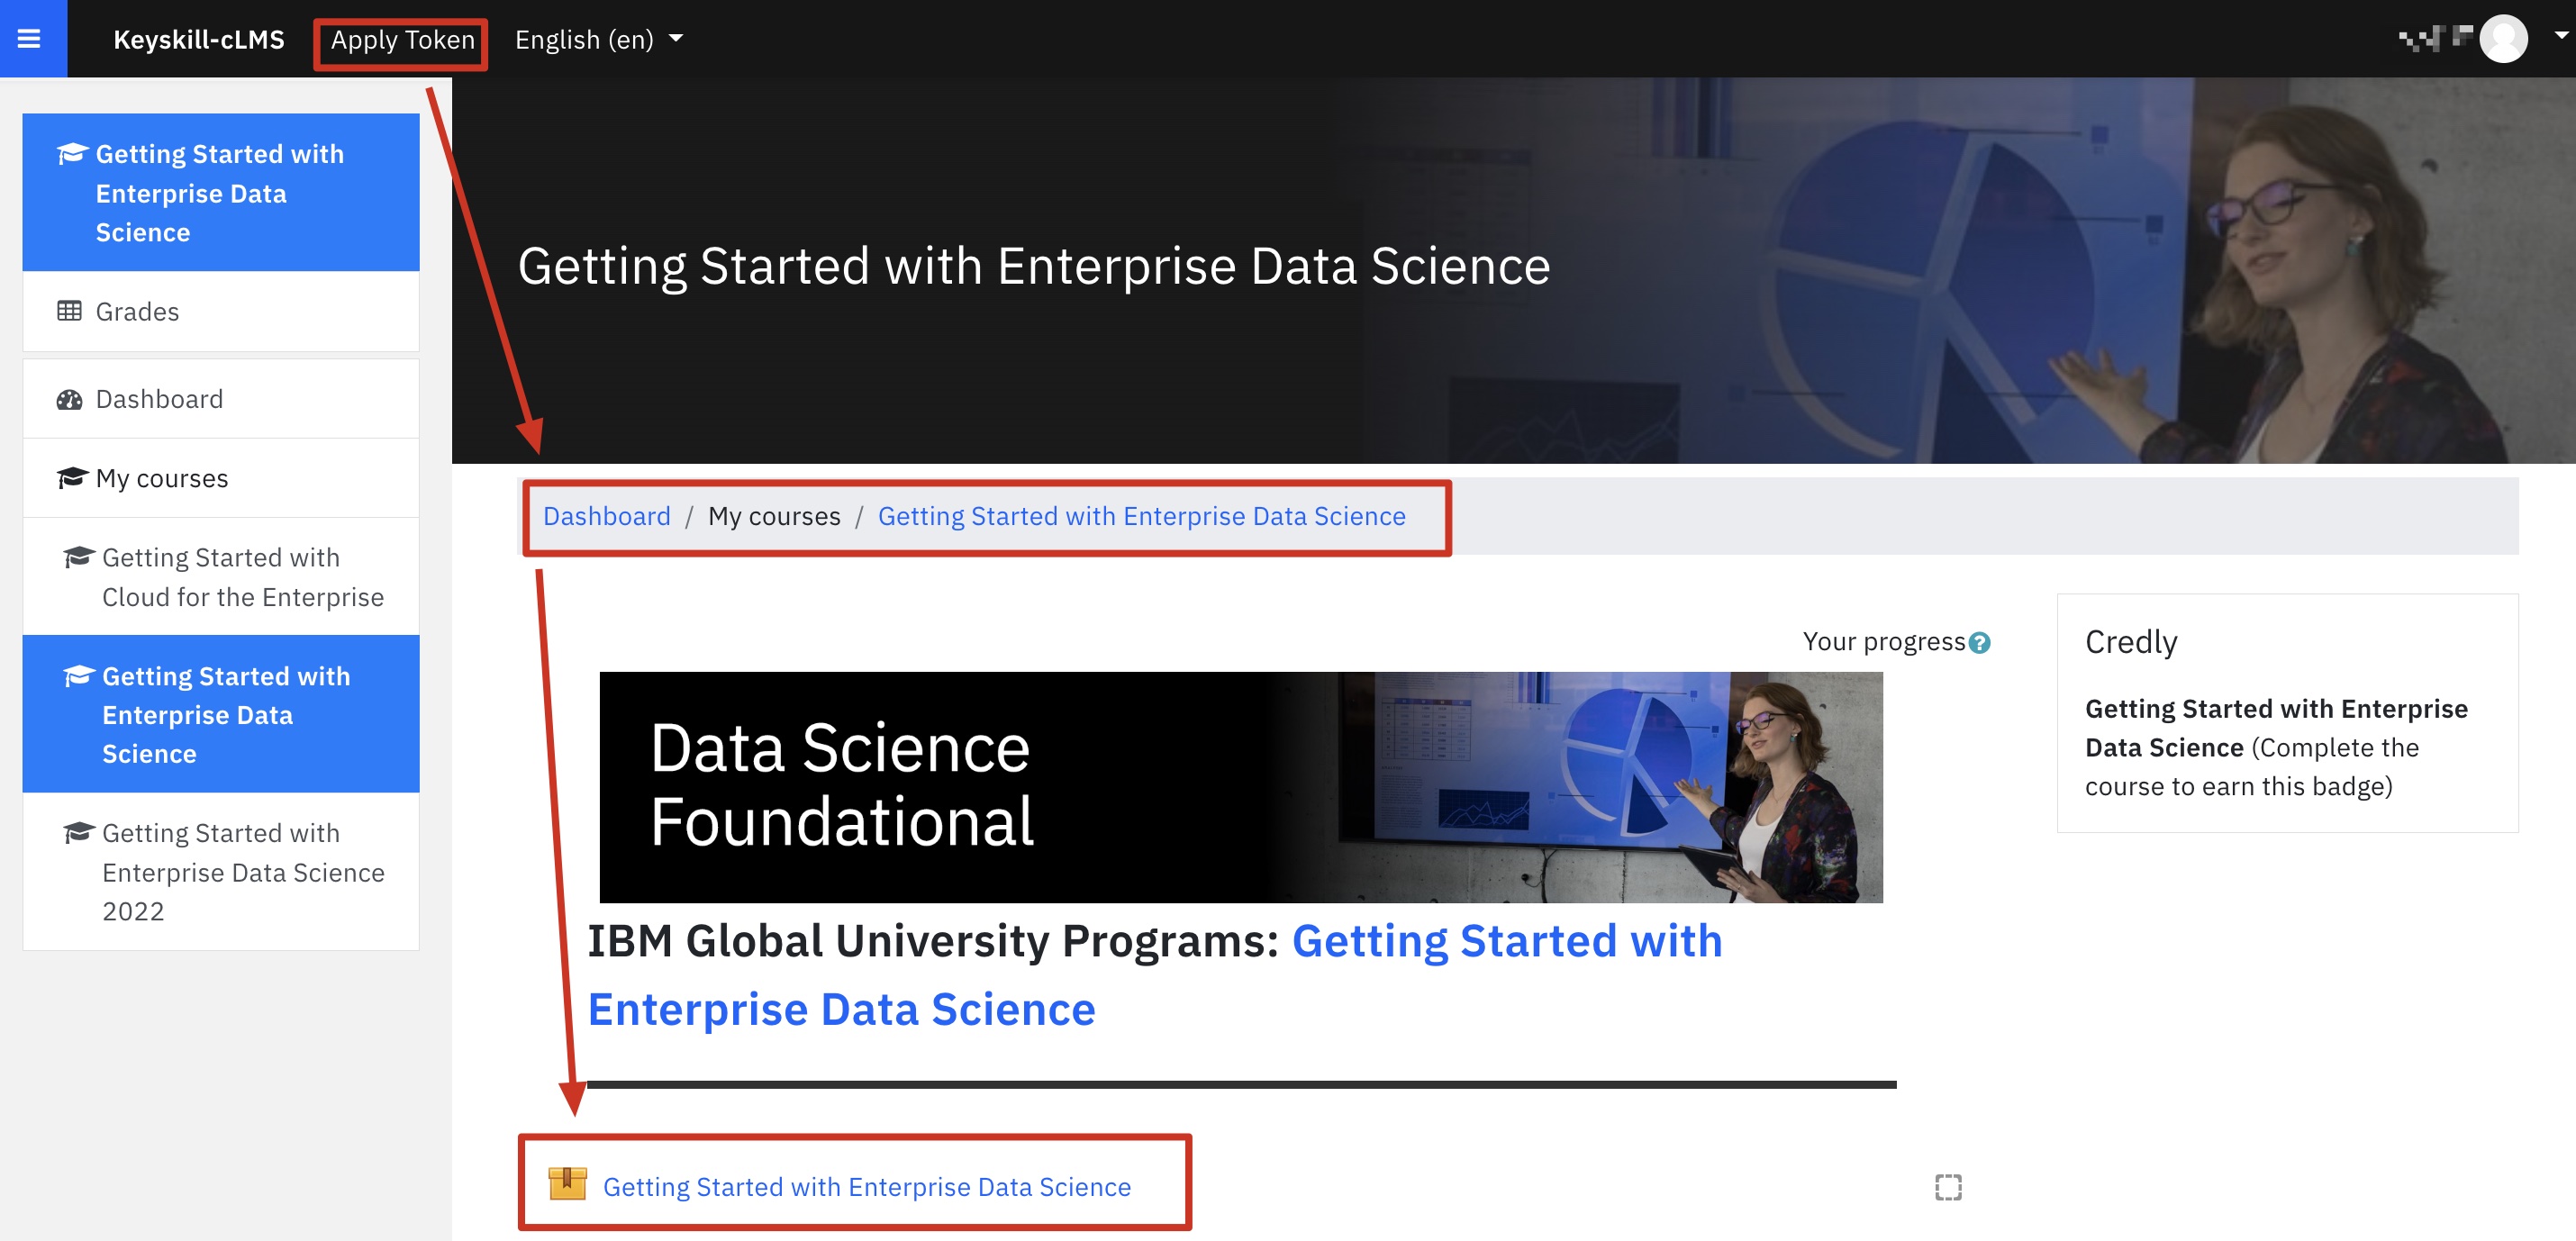 Keyskill-cLMS Apply Token English (en)
Getting Started with
Enterprise Data
Science
Grades
Dashboard
My courses
Getting Started with
Cloud for the Enterprise
Getting Started with
Enterprise Data
Science
Getting Started with
Enterprise Data Science
2022
Getting Started with Enterprise Data Science
Dashboard / My courses / Getting Started with Enterprise Data Science
Your progress
Data Science
Foundational
IBM Global University Programs: Getting Started with
Enterprise Data Science
Getting Started with Enterprise Data Science
Credly
Getting Started with Enterprise
Data Science (Complete the
course to earn this badge)